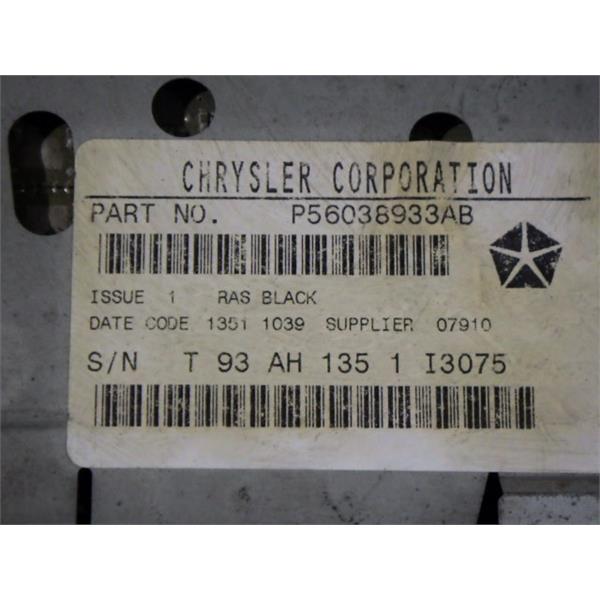 CHRYSLER CORPORATION
PART NO. P56038933AB
ISSUE 1 RAS BLACK
DATE CODE 1351 1039 SUPPLIER 07910
S/N T 93 AH 135 1 I3075